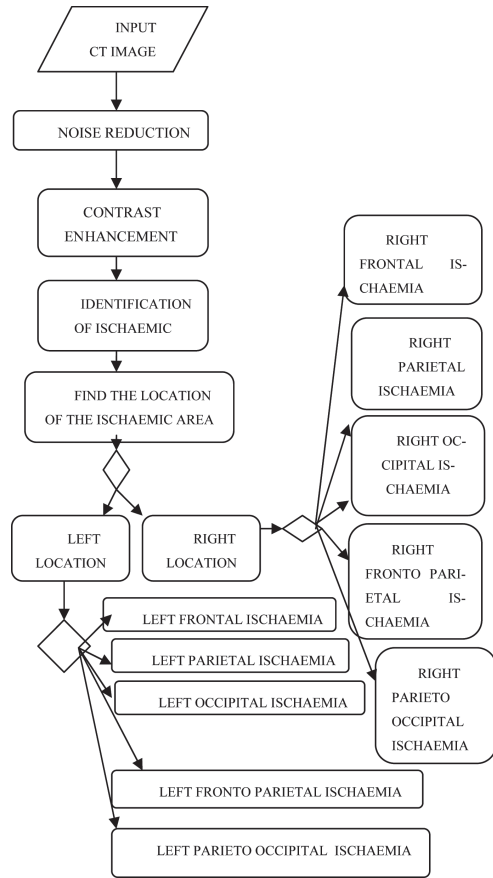 INPUT
CT IMAGE
NOISE REDUCTION
CONTRAST
ENHANCEMENT
IDENTIFICATION
OF ISCHAEMIC
FIND THE LOCATION
OF THE ISCHAEMIC AREA
LEFT
LOCATION
RIGHT
LOCATION
RIGHT
FRONTAL IS-
CHAEMIA
RIGHT
PARIETAL
ISCHAEMIA
RIGHT OC-
CIPITAL IS-
CHAEMIA
RIGHT
FRONTO PARI-
ETAL IS-
CHAEMIA
RIGHT
PARIETO
OCCIPITAL
ISCHAEMIA
LEFT FRONTAL ISCHAEMIA
LEFT PARIETAL ISCHAEMIA
LEFT OCCIPITAL ISCHAEMIA
LEFT FRONTO PARIETAL ISCHAEMIA
LEFT PARIETO OCCIPITAL ISCHAEMIA